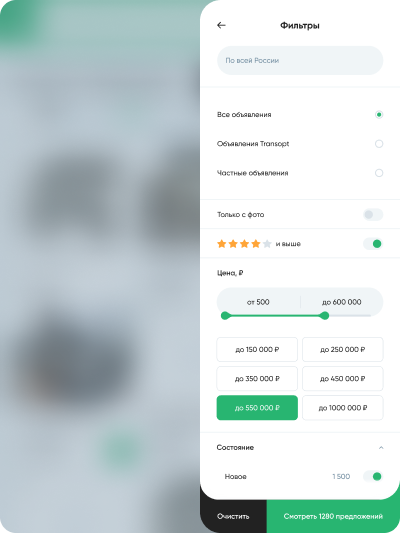 Фильтры
По всей России
Все объявления
Объявления Transopt
Частные объявления
Только с фото
и выше
Цена, ₽
от 500 до 600 000
до 150 000 ₽ до 250 000 ₽
до 350 000 ₽ до 450 000 ₽
до 550 000 ₽ до 1000 000 ₽
Состояние
Новое 1 500
Очистить Смотреть 1280 предложений